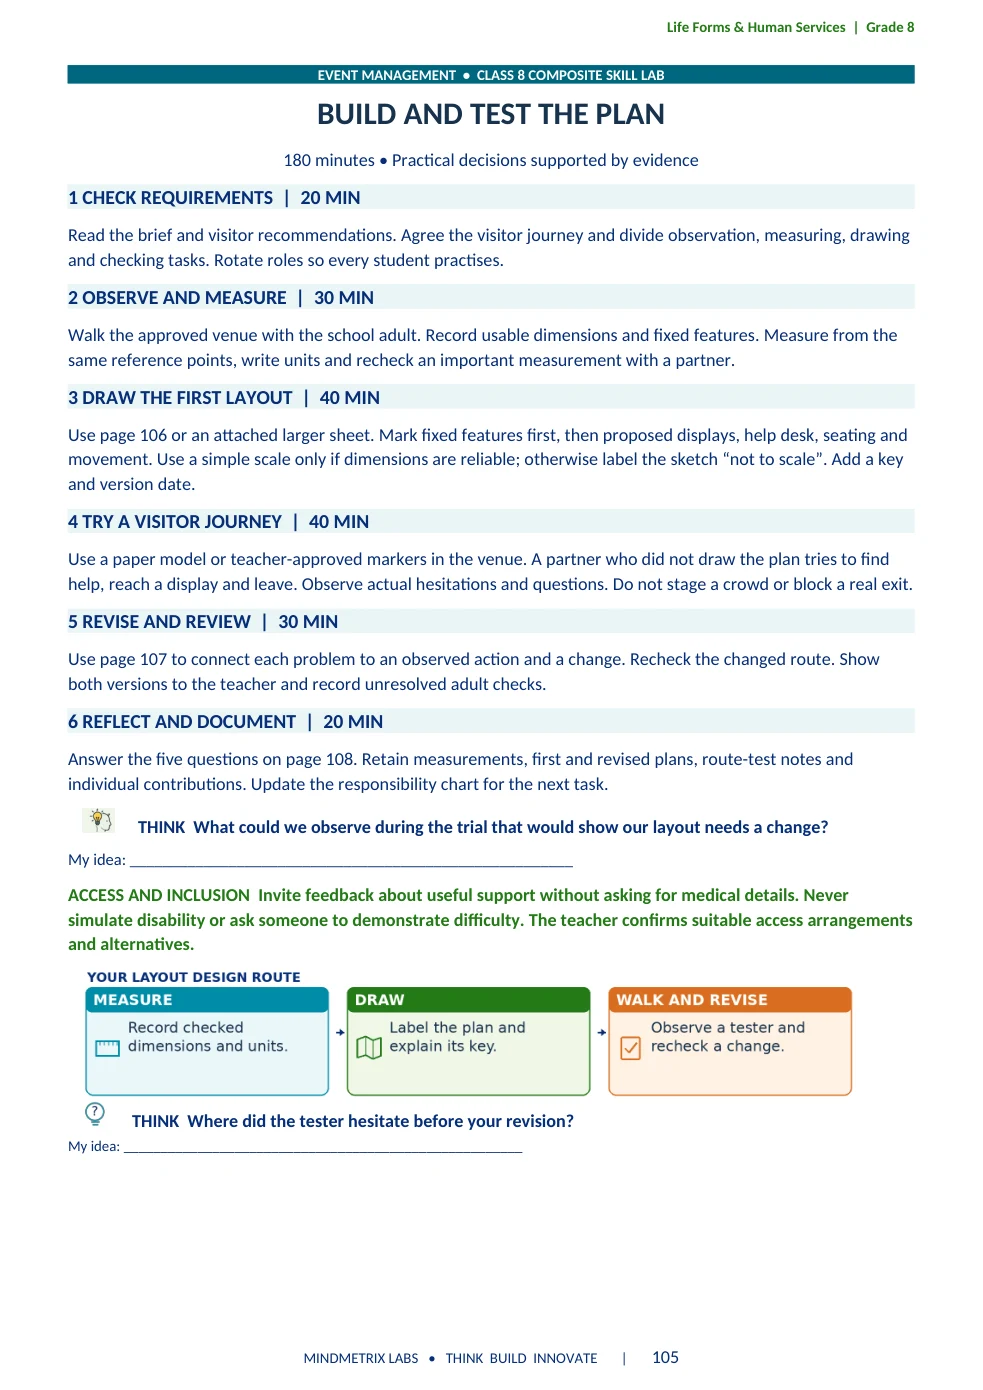 Life Forms & Human Services | Grade 8
EVENT MANAGEMENT ● CLASS 8 COMPOSITE SKILL LAB
BUILD AND TEST THE PLAN
180 minutes • Practical decisions supported by evidence
1 CHECK REQUIREMENTS | 20 MIN
Read the brief and visitor recommendations. Agree the visitor journey and divide observation, measuring, drawing
and checking tasks. Rotate roles so every student practises.
2 OBSERVE AND MEASURE | 30 MIN
Walk the approved venue with the school adult. Record usable dimensions and fixed features. Measure from the
same reference points, write units and recheck an important measurement with a partner.
3 DRAW THE FIRST LAYOUT | 40 MIN
Use page 106 or an attached larger sheet. Mark fixed features first, then proposed displays, help desk, seating and
movement. Use a simple scale only if dimensions are reliable; otherwise label the sketch “not to scale”. Add a key
and version date.
4 TRY A VISITOR JOURNEY | 40 MIN
Use a paper model or teacher-approved markers in the venue. A partner who did not draw the plan tries to find
help, reach a display and leave. Observe actual hesitations and questions. Do not stage a crowd or block a real exit.
5 REVISE AND REVIEW | 30 MIN
Use page 107 to connect each problem to an observed action and a change. Recheck the changed route. Show
both versions to the teacher and record unresolved adult checks.
6 REFLECT AND DOCUMENT | 20 MIN
Answer the five questions on page 108. Retain measurements, first and revised plans, route-test notes and
individual contributions. Update the responsibility chart for the next task.
THINK What could we observe during the trial that would show our layout needs a change?
My idea: ____________________________________________________
ACCESS AND INCLUSION Invite feedback about useful support without asking for medical details. Never
simulate disability or ask someone to demonstrate difficulty. The teacher confirms suitable access arrangements
and alternatives.
YOUR LAYOUT DESIGN ROUTE
MEASURE
Record checked
dimensions and units.
DRAW
Label the plan and
explain its key.
WALK AND REVISE
Observe a tester and
recheck a change.
?
THINK Where did the tester hesitate before your revision?
My idea: ____________________________________________________
MINDMETRIX LABS ● THINK BUILD INNOVATE | 105